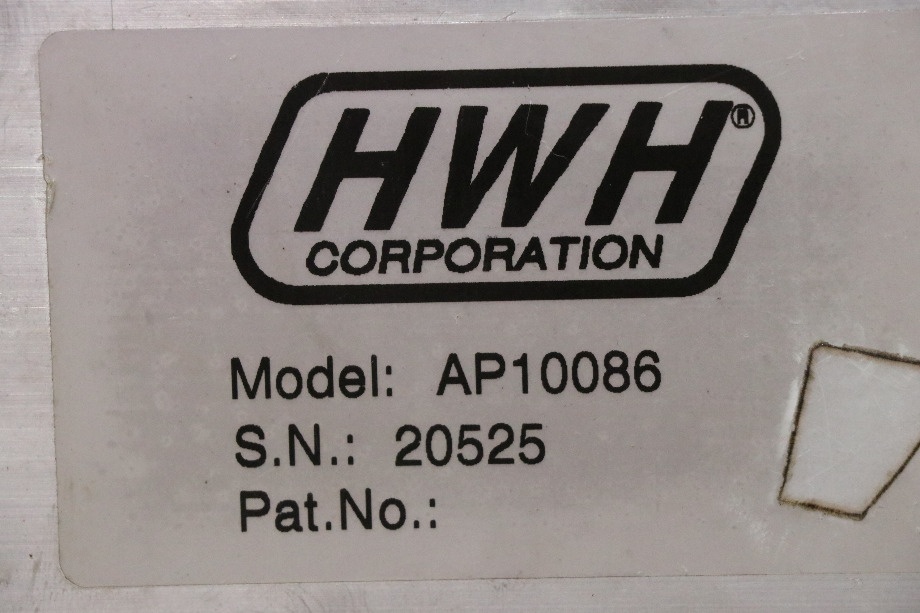 HWH®
CORPORATION
Model: AP10086
S.N.: 20525
Pat.No.: